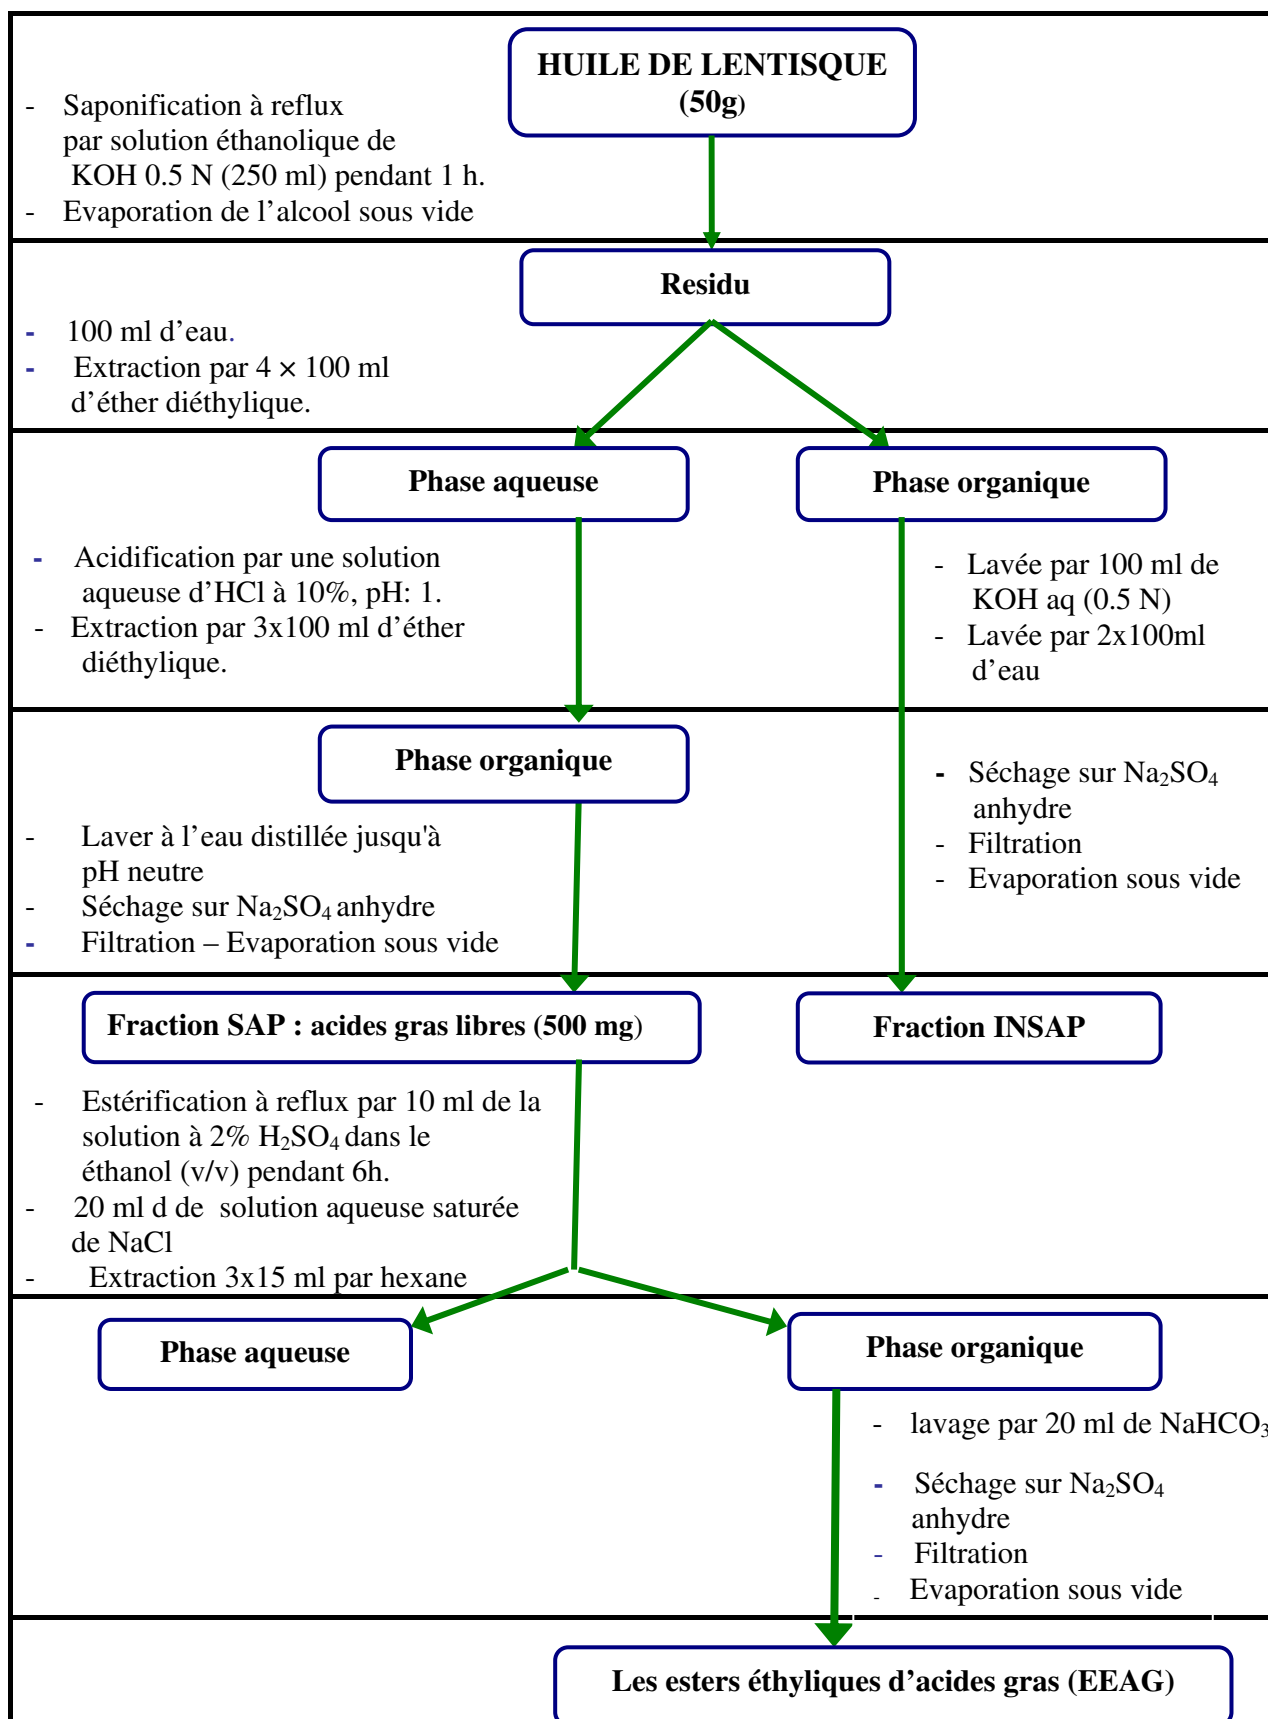 HUILE DE LENTISQUE
(50g)
- Saponification à reflux
par solution éthanolique de
KOH 0.5 N (250 ml) pendant 1 h.
- Evaporation de l’alcool sous vide
Residu
- 100 ml d’eau.
- Extraction par 4 × 100 ml
d’éther diéthylique.
Phase aqueuse
Phase organique
- Acidification par une solution
aqueuse d’HCl à 10%, pH: 1.
- Extraction par 3x100 ml d’éther
diéthylique.
- Lavée par 100 ml de
KOH aq (0.5 N)
- Lavée par 2x100ml
d’eau
Phase organique
- Laver à l’eau distillée jusqu'à
pH neutre
- Séchage sur Na₂SO₄ anhydre
- Filtration – Evaporation sous vide
- Séchage sur Na₂SO₄
anhydre
- Filtration
- Evaporation sous vide
Fraction SAP : acides gras libres (500 mg)
Fraction INSAP
- Estérification à reflux par 10 ml de la
solution à 2% H₂SO₄ dans le
éthanol (v/v) pendant 6h.
- 20 ml d de solution aqueuse saturée
de NaCl
- Extraction 3x15 ml par hexane
Phase aqueuse
Phase organique
- lavage par 20 ml de NaHCO₃
- Séchage sur Na₂SO₄
anhydre
- Filtration
- Evaporation sous vide
Les esters éthyliques d’acides gras (EEAG)